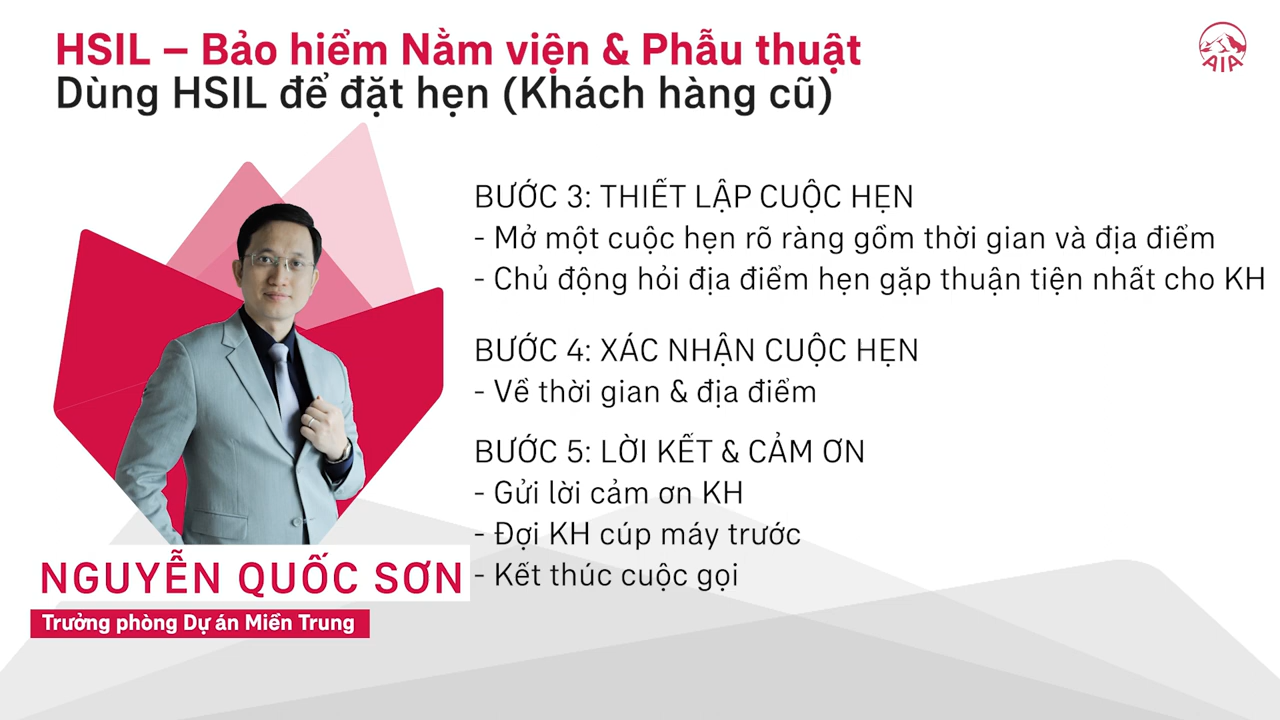 HSIL – Bảo hiểm Nằm viện & Phẫu thuật
Dùng HSIL để đặt hẹn (Khách hàng cũ)
AIA
BƯỚC 3: THIẾT LẬP CUỘC HẸN
- Mở một cuộc hẹn rõ ràng gồm thời gian và địa điểm
- Chủ động hỏi địa điểm hẹn gặp thuận tiện nhất cho KH
BƯỚC 4: XÁC NHẬN CUỘC HẸN
- Về thời gian & địa điểm
BƯỚC 5: LỜI KẾT & CẢM ƠN
- Gửi lời cảm ơn KH
- Đợi KH cúp máy trước
- Kết thúc cuộc gọi
NGUYỄN QUỐC SƠN
Trưởng phòng Dự án Miền Trung